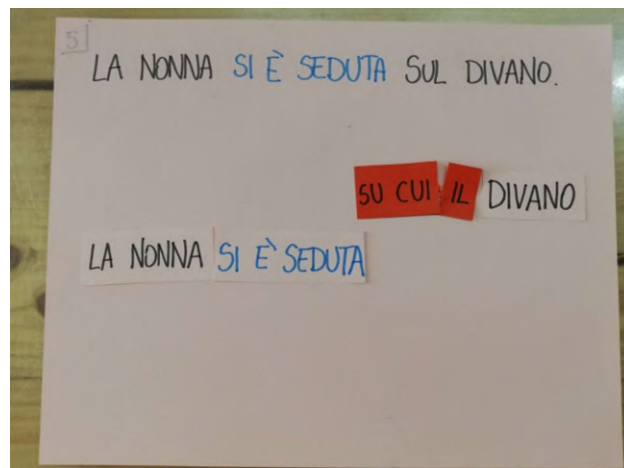 5
LA NONNA SI È SEDUTA SUL DIVANO.
SU CUI IL DIVANO
LA NONNA SI È SEDUTA